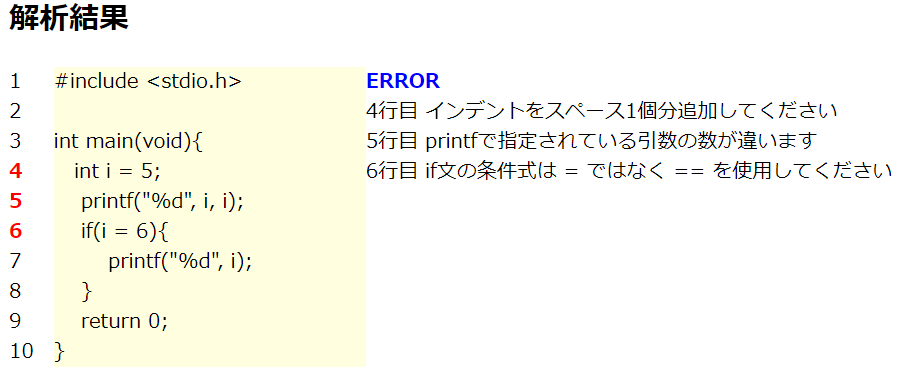 解析結果
1 #include <stdio.h> ERROR
2 4行目 インデントをスペース1個分追加してください
3 int main(void){ 5行目 printfで指定されている引数の数が違います
4 int i = 5; 6行目 if文の条件式は = ではなく == を使用してください
5 printf("%d", i, i);
6 if(i = 6){
7 printf("%d", i);
8 }
9 return 0;
10 }